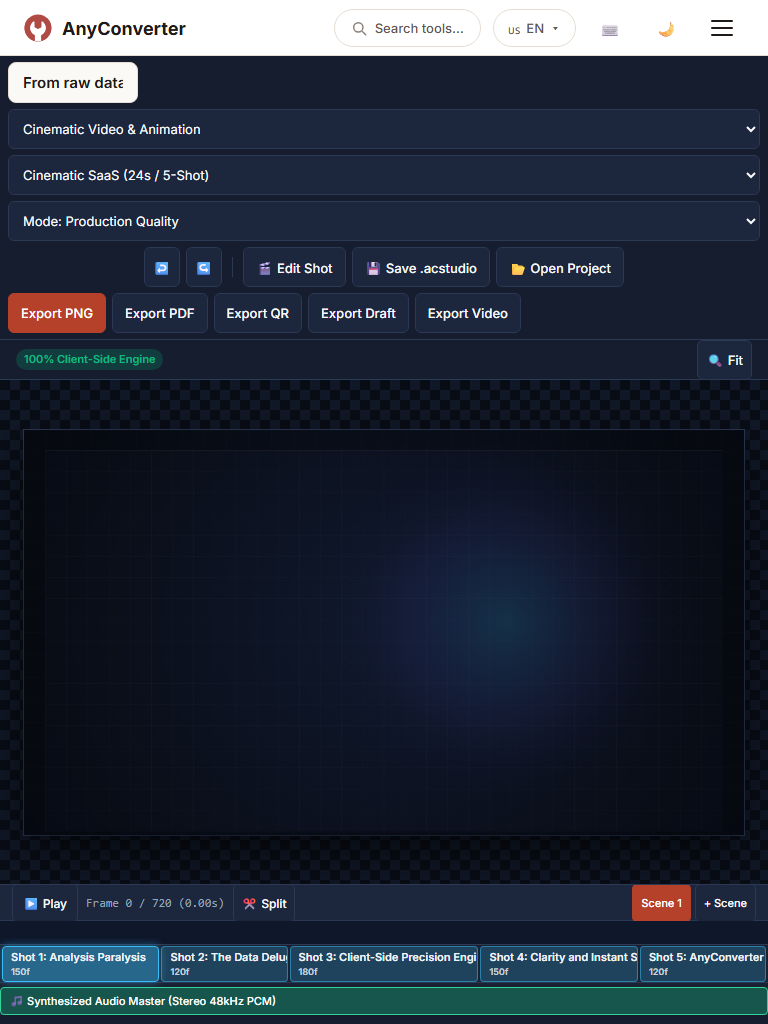 AnyConverter
Search tools...
US EN
From raw data
Cinematic Video & Animation
Cinematic SaaS (24s / 5-Shot)
Mode: Production Quality
Edit Shot
Save .acstudio
Open Project
Export PNG
Export PDF
Export QR
Export Draft
Export Video
100% Client-Side Engine
Fit
Play
Frame 0 / 720 (0.00s)
Split
Scene 1
+ Scene
Shot 1: Analysis Paralysis
150f
Shot 2: The Data Delu
120f
Shot 3: Client-Side Precision Engi
180f
Shot 4: Clarity and Instant S
150f
Shot 5: AnyConverter
120f
Synthesized Audio Master (Stereo 48kHz PCM)